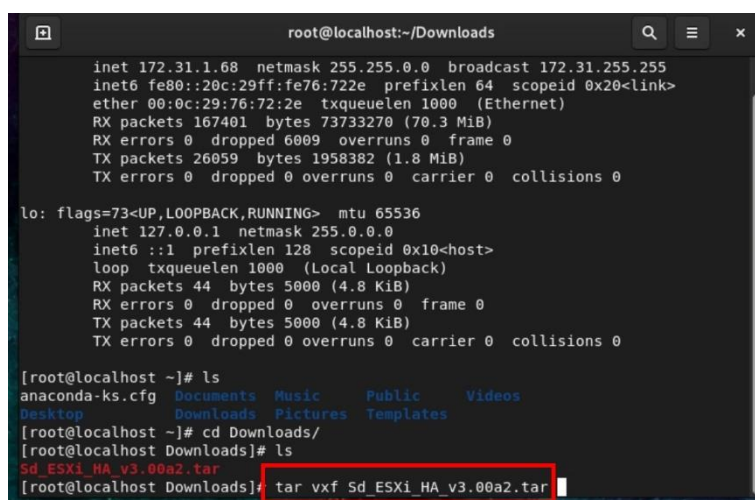 root@localhost:~/Downloads
inet 172.31.1.68 netmask 255.255.0.0 broadcast 172.31.255.255
inet6 fe80::20c:29ff:fe76:722e prefixlen 64 scopeid 0x20<link>
ether 00:0c:29:76:72:2e txqueuelen 1000 (Ethernet)
RX packets 167401 bytes 73733270 (70.3 MiB)
RX errors 0 dropped 6009 overruns 0 frame 0
TX packets 26059 bytes 1958382 (1.8 MiB)
TX errors 0 dropped 0 overruns 0 carrier 0 collisions 0
lo: flags=73<UP,LOOPBACK,RUNNING> mtu 65536
inet 127.0.0.1 netmask 255.0.0.0
inet6 ::1 prefixlen 128 scopeid 0x10<host>
loop txqueuelen 1000 (Local Loopback)
RX packets 44 bytes 5000 (4.8 KiB)
RX errors 0 dropped 0 overruns 0 frame 0
TX packets 44 bytes 5000 (4.8 KiB)
TX errors 0 dropped 0 overruns 0 carrier 0 collisions 0
[root@localhost ~]# ls
anaconda-ks.cfg Documents Music Public Videos
Desktop Downloads Pictures Templates
[root@localhost ~]# cd Downloads/
[root@localhost Downloads]# ls
Sd_ESXi_HA_v3.00a2.tar
[root@localhost Downloads]# tar vxf Sd_ESXi_HA_v3.00a2.tar